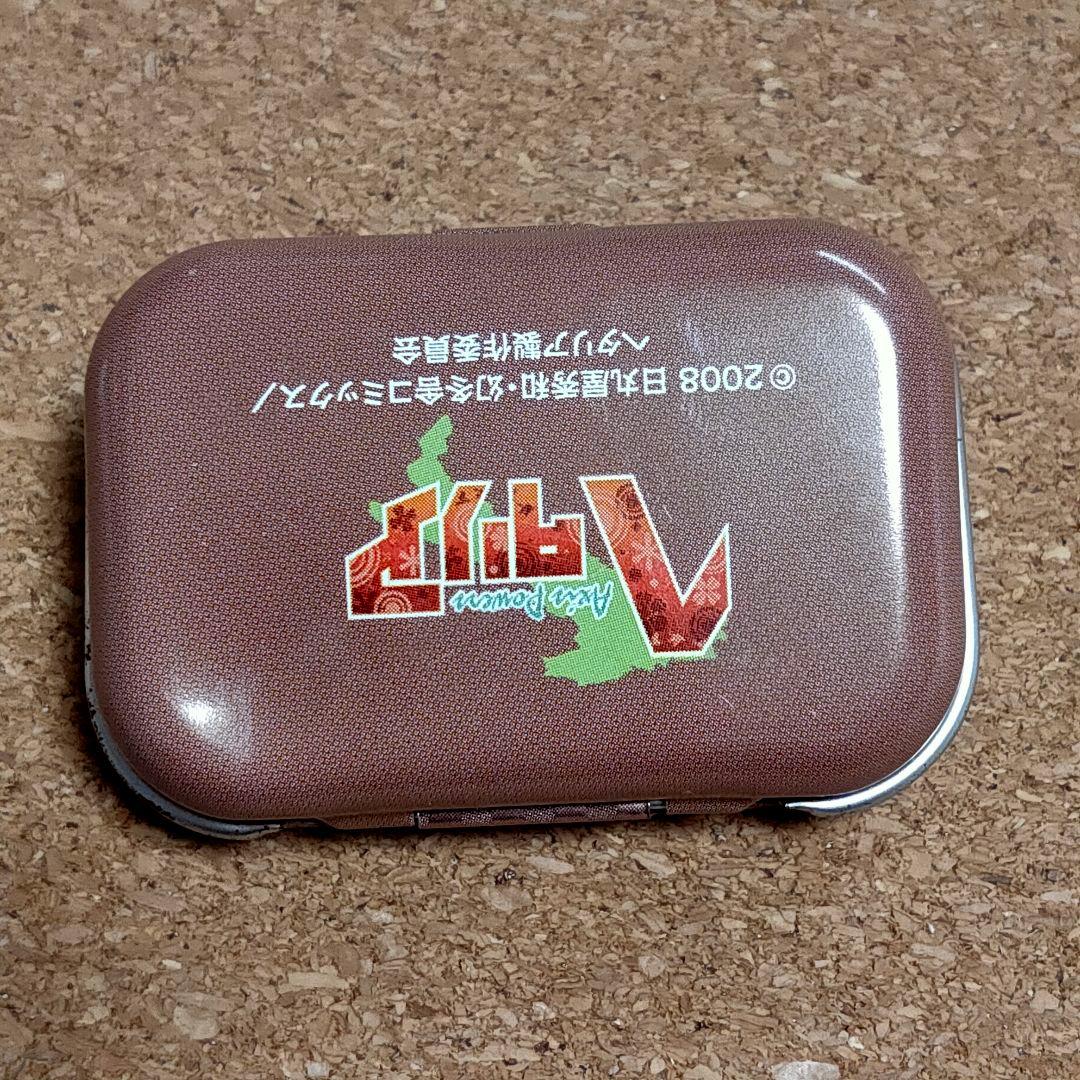 Axis Powers
ヘタリア
©2008 日丸屋秀和・幻冬舎コミックス/
ヘタリア製作委員会